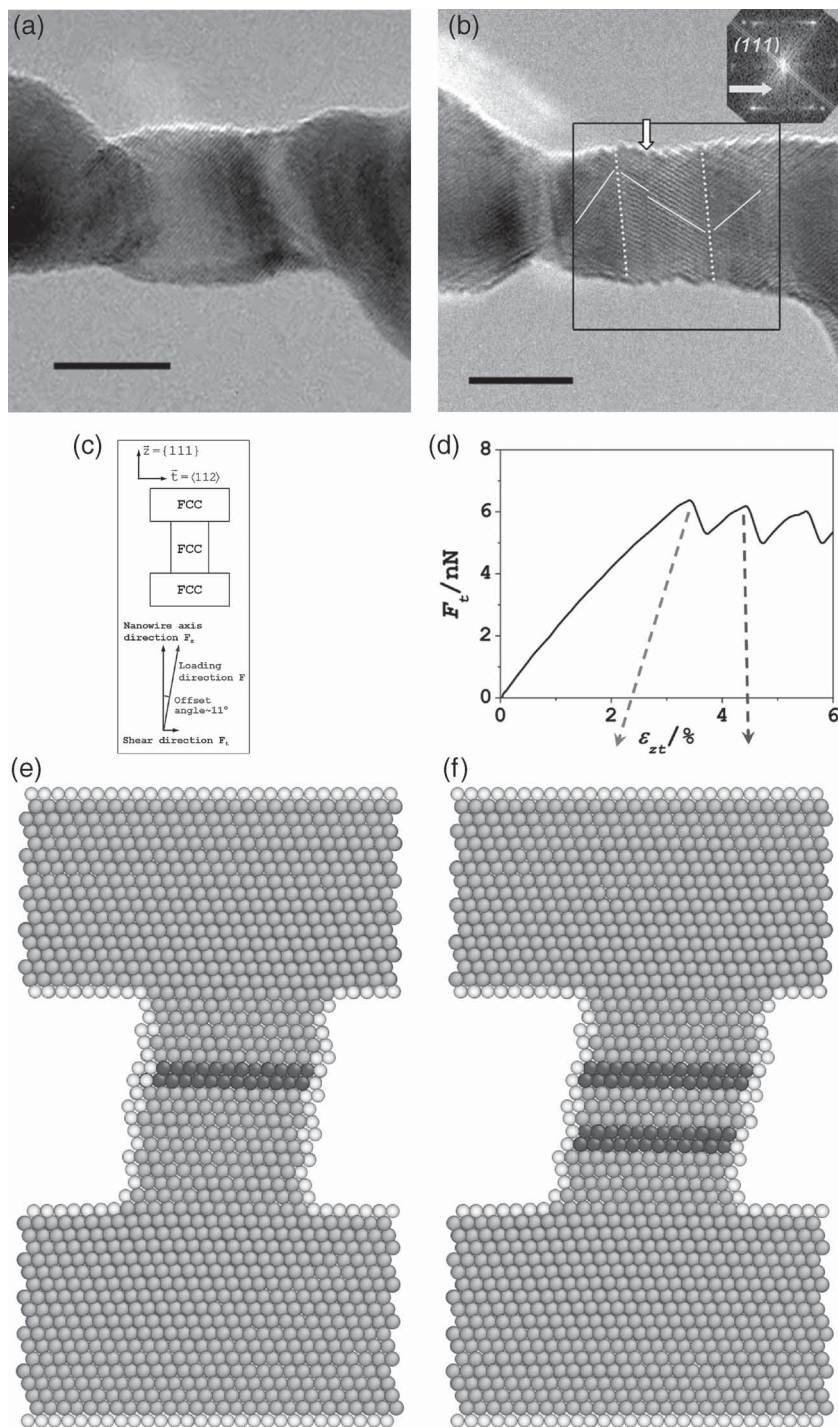 (a)
(b)
(111)
(c)
z⃗ = {111}
t⃗ = ⟨112⟩
FCC
FCC
FCC
Nanowire axis
direction F_z
Loading
direction F
Offset
angle~11°
Shear direction F_t
(d)
8
6
4
2
0
F_t/nN
0
2
4
6
ε_zt/%
(e)
(f)